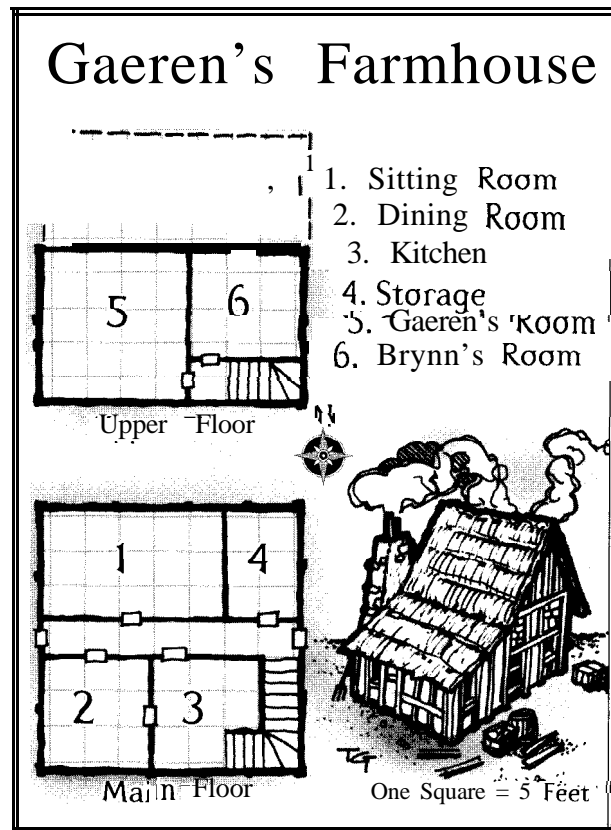 Gaeren's Farmhouse
1. Sitting Room
2. Dining Room
3. Kitchen
4. Storage
5. Gaeren's Room
6. Brynn's Room
5 6
Upper Floor
N
1 4
2 3
Main Floor
TG
One Square = 5 Feet